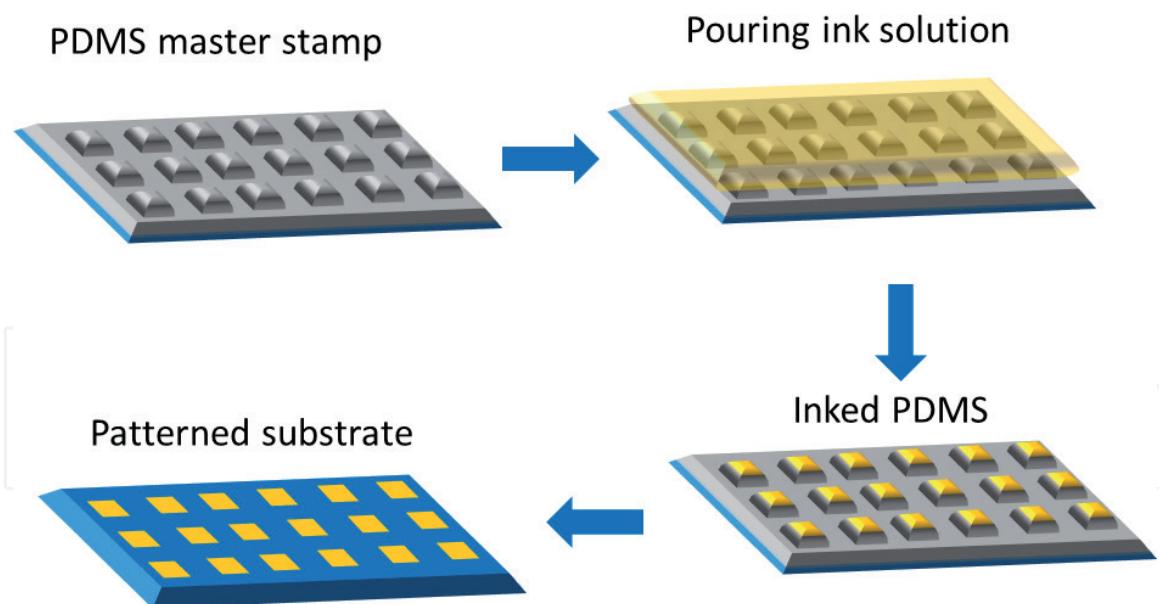 PDMS master stamp
Pouring ink solution
Inked PDMS
Patterned substrate